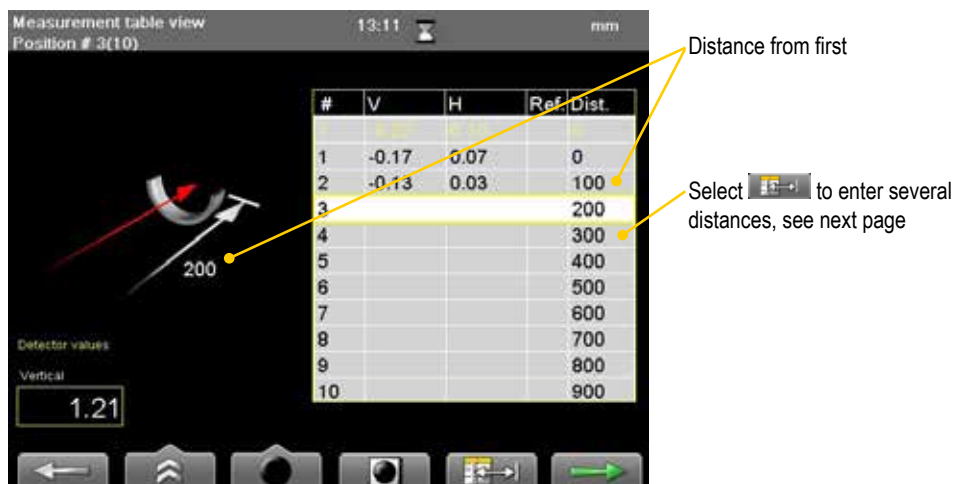 Measurement table view 13:11 mm
Position # 3(10)
Distance from first
# V H Ref. Dist.
1 -0.17 0.07 0
2 -0.13 0.03 100
3 200
4 300
5 400
6 500
7 600
8 700
9 800
10 900
200
Select to enter several
distances, see next page
Detector values
Vertical
1.21